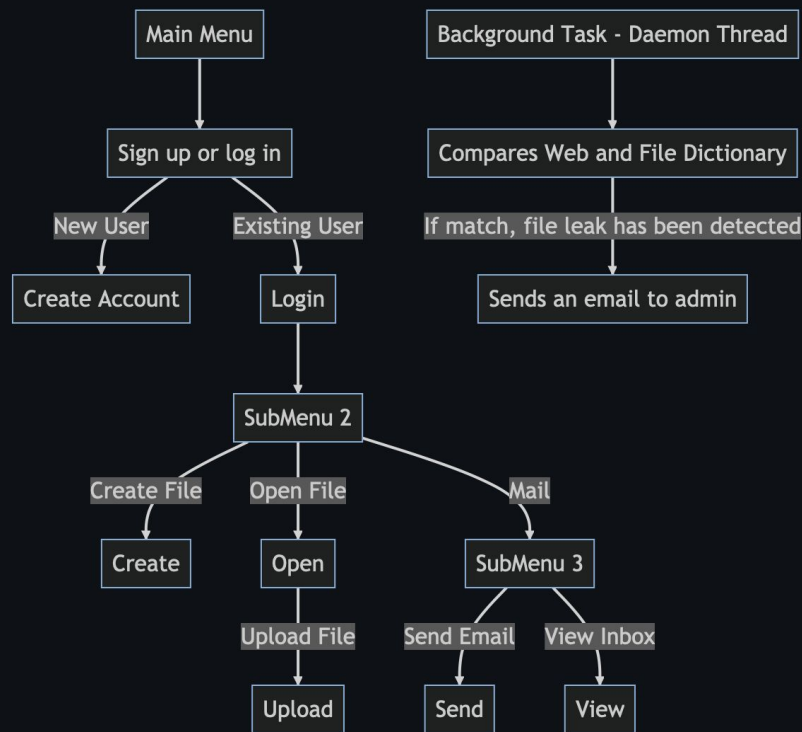 Main Menu
Background Task - Daemon Thread
Sign up or log in
Compares Web and File Dictionary
New User
Existing User
If match, file leak has been detected
Create Account
Login
Sends an email to admin
SubMenu 2
Create File
Open File
Mail
Create
Open
SubMenu 3
Upload File
Send Email
View Inbox
Upload
Send
View